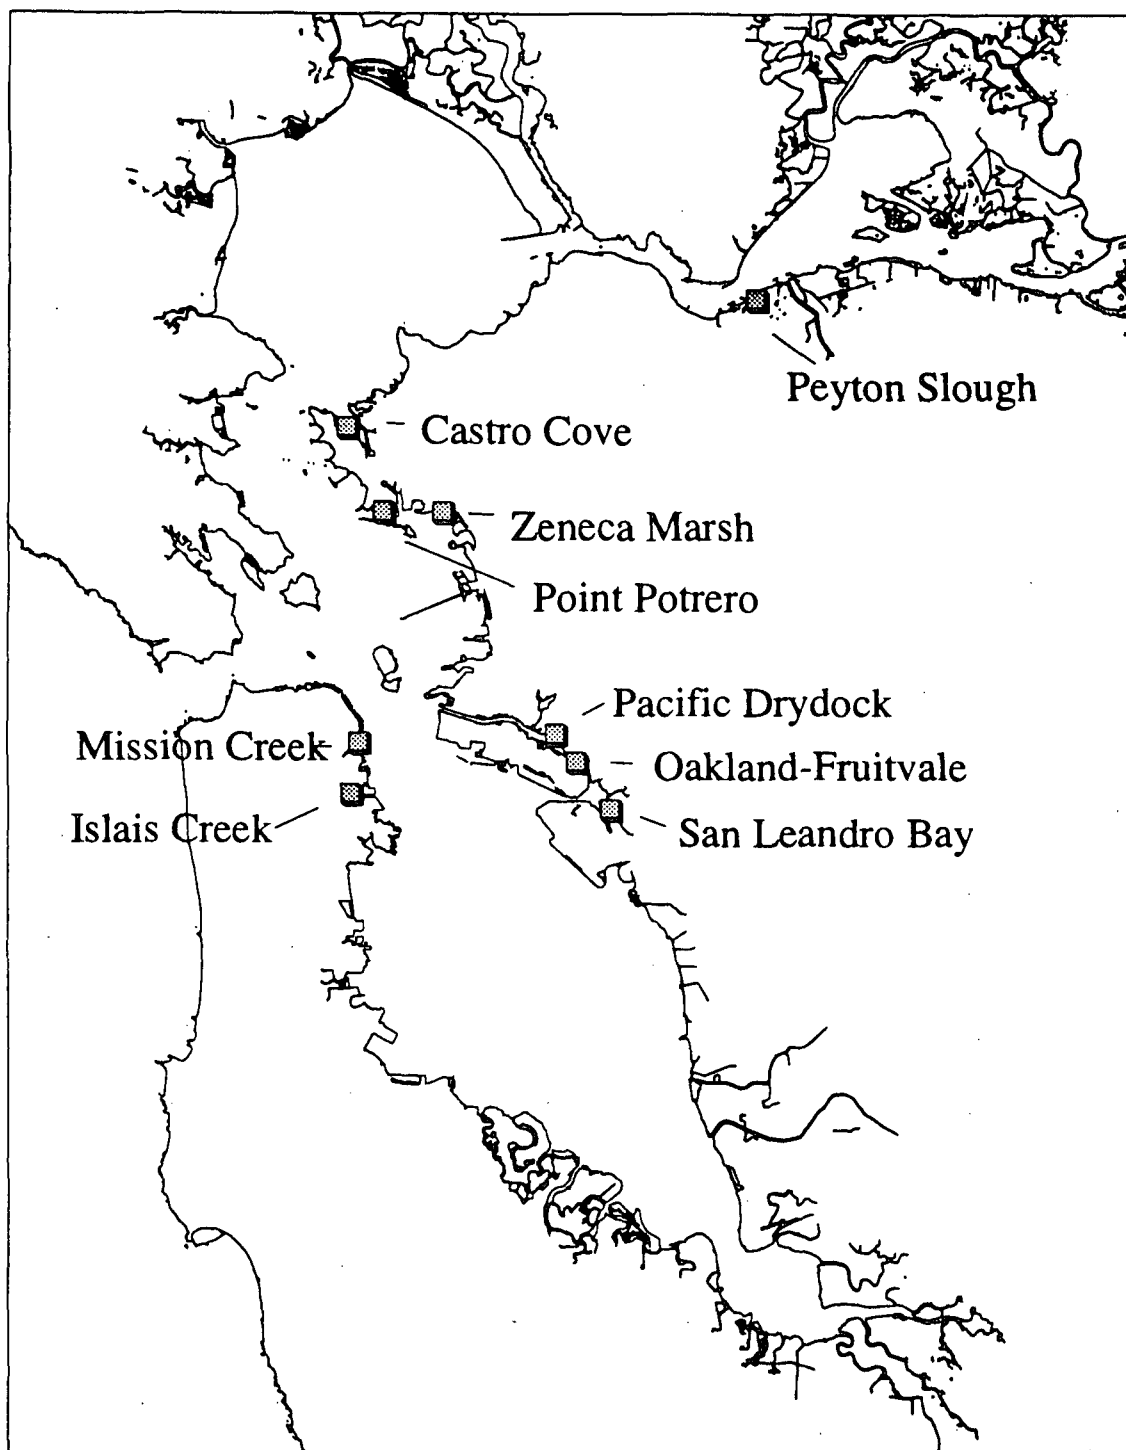 Peyton Slough
Castro Cove
Zeneca Marsh
Point Potrero
Pacific Drydock
Mission Creek
Oakland-Fruitvale
Islais Creek
San Leandro Bay